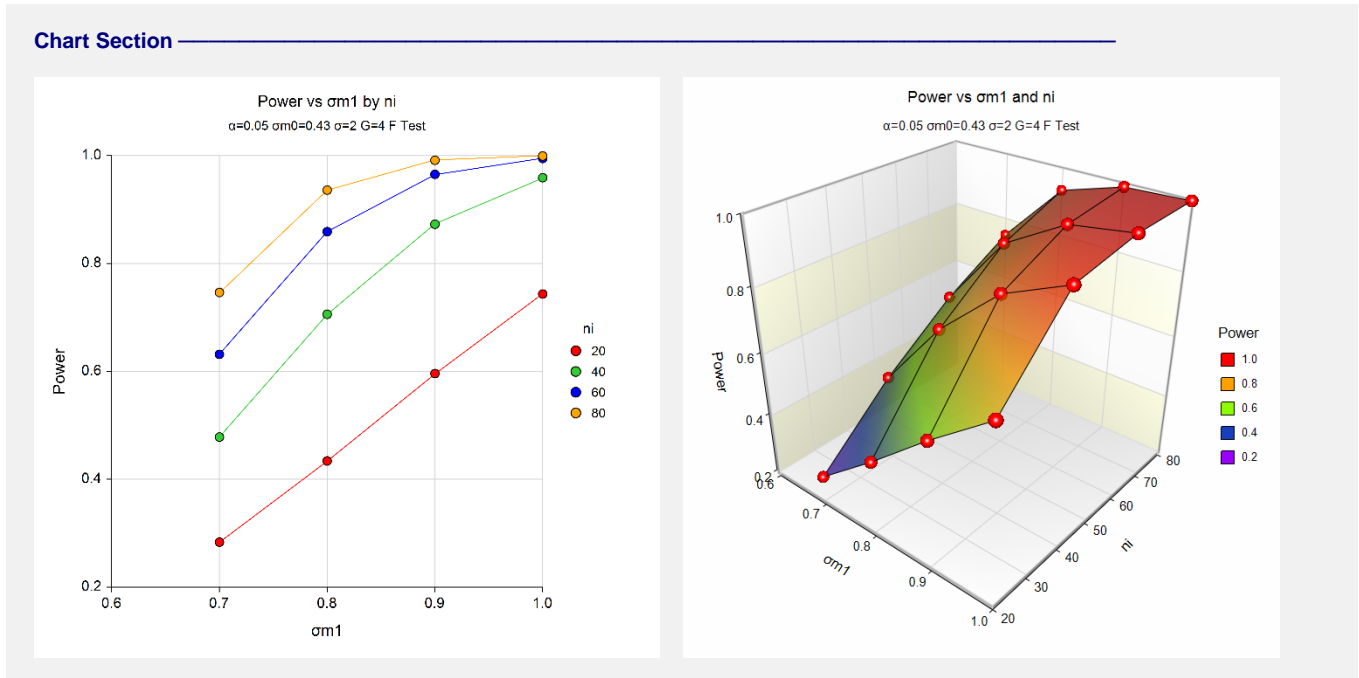 Chart Section
Power vs σm1 by ni
α=0.05 σm0=0.43 σ=2 G=4 F Test
1.0
0.8
0.6
0.4
0.2
Power
0.6 0.7 0.8 0.9 1.0
σm1
ni
20
40
60
80
Power vs σm1 and ni
α=0.05 σm0=0.43 σ=2 G=4 F Test
1.0
0.8
0.6
0.4
0.2
Power
0.6
0.7
0.8
0.9
1.0
σm1
20
30
40
50
60
70
80
ni
Power
1.0
0.8
0.6
0.4
0.2